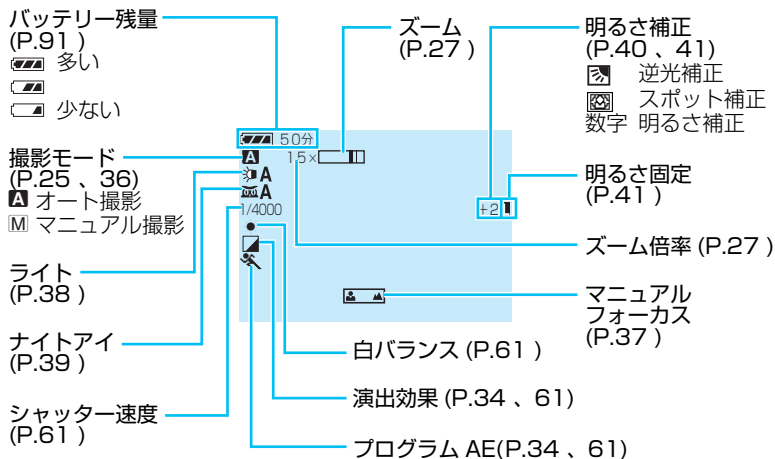 バッテリー残量
(P.91 )
多い
少ない
撮影モード
(P.25 、36)
A オート撮影
M マニュアル撮影
ライト
(P.38 )
ナイトアイ
(P.39 )
シャッター速度
(P.61 )
50分
A
15×
A
A
1/4000
+2
ズーム
(P.27 )
明るさ補正
(P.40 、41)
逆光補正
スポット補正
数字 明るさ補正
明るさ固定
(P.41 )
ズーム倍率 (P.27 )
マニュアル
フォーカス
(P.37 )
白バランス (P.61 )
演出効果 (P.34 、61)
プログラム AE(P.34 、61)